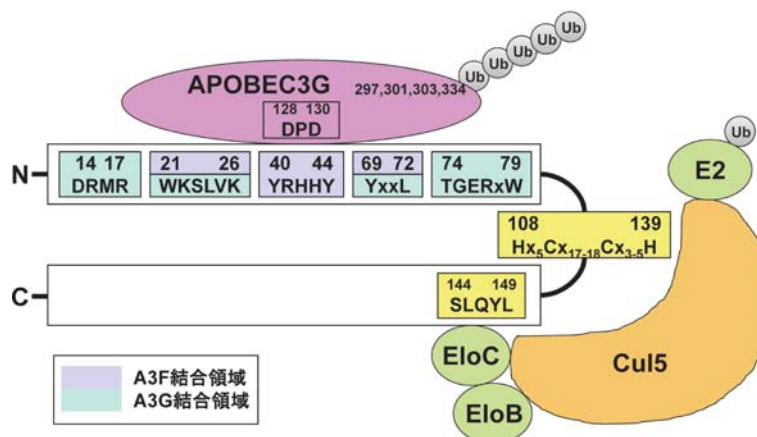 Ub Ub Ub Ub Ub
APOBEC3G
297,301,303,334
128 130
DPD
Ub
E2
N
14 17
DRMR
21 26
WKSLVK
40 44
YRHHY
69 72
YxxL
74 79
TGERxW
108 139
Hx₅Cx₁₇₋₁₈Cx₃₋₅H
C
144 149
SLQYL
EloC
EloB
Cul5
A3F結合領域
A3G結合領域